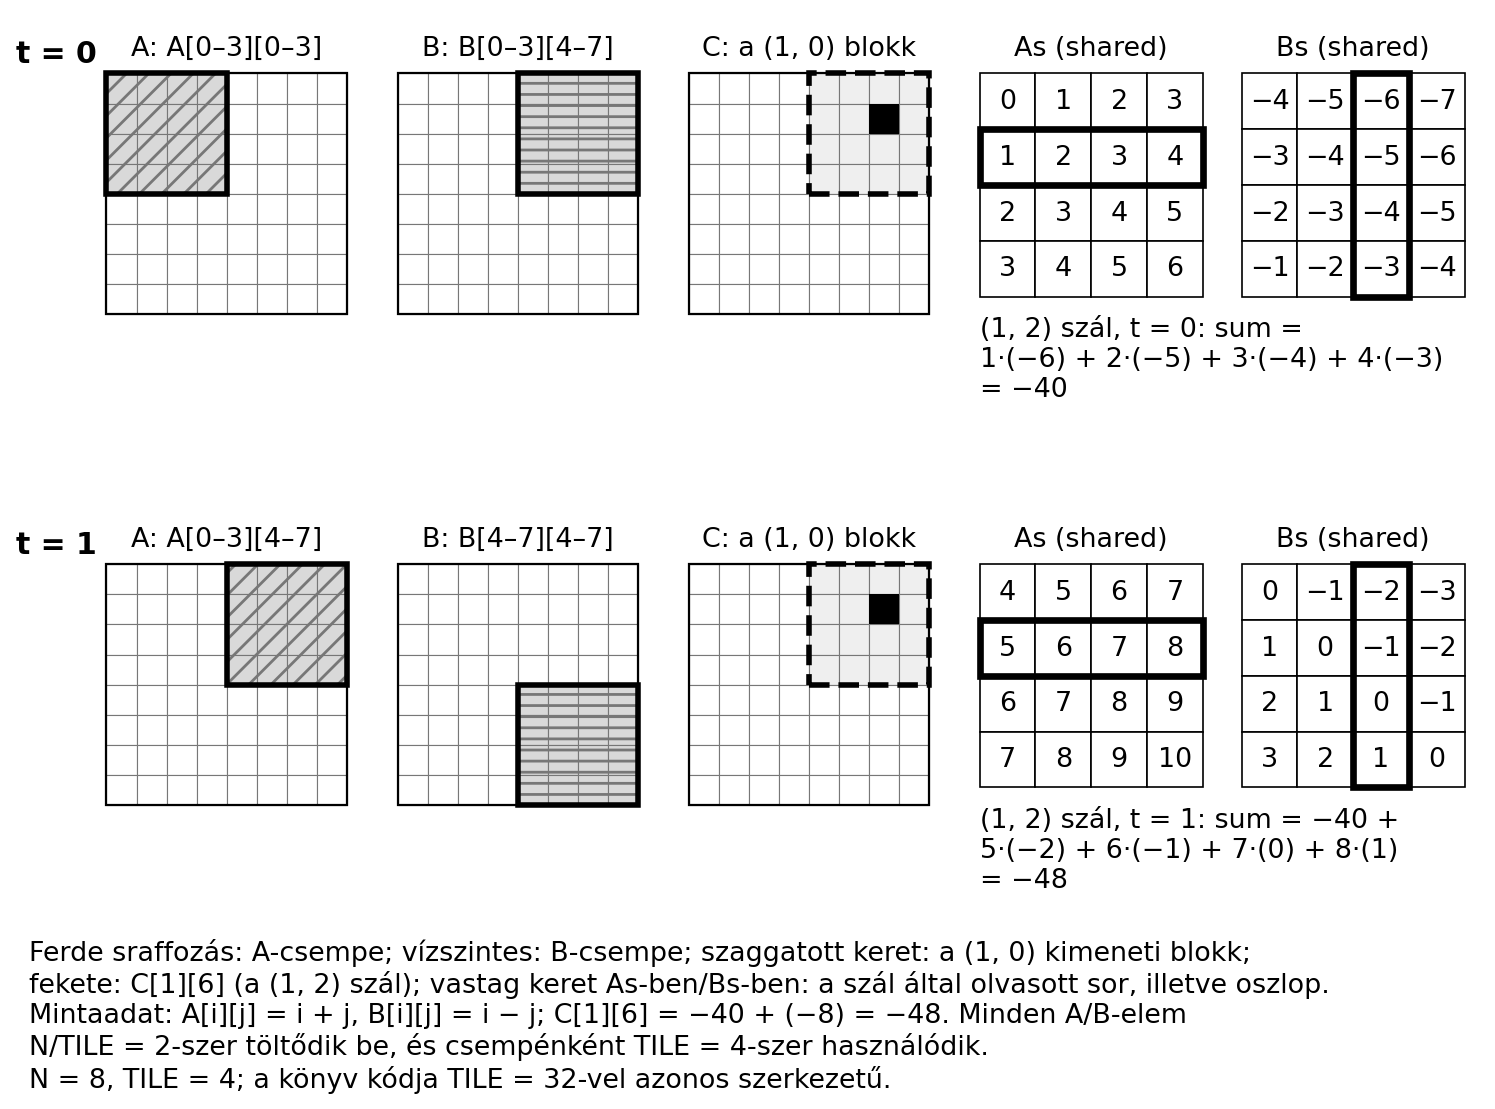 t = 0
A: A[0–3][0–3]
B: B[0–3][4–7]
C: a (1, 0) blokk
As (shared)
Bs (shared)
0 1 2 3
1 2 3 4
2 3 4 5
3 4 5 6
−4 −5 −6 −7
−3 −4 −5 −6
−2 −3 −4 −5
−1 −2 −3 −4
(1, 2) szál, t = 0: sum =
1·(−6) + 2·(−5) + 3·(−4) + 4·(−3)
= −40
t = 1
A: A[0–3][4–7]
B: B[4–7][4–7]
C: a (1, 0) blokk
As (shared)
Bs (shared)
4 5 6 7
5 6 7 8
6 7 8 9
7 8 9 10
0 −1 −2 −3
1 0 −1 −2
2 1 0 −1
3 2 1 0
(1, 2) szál, t = 1: sum = −40 +
5·(−2) + 6·(−1) + 7·(0) + 8·(1)
= −48
Ferde sraffozás: A-csempe; vízszintes: B-csempe; szaggatott keret: a (1, 0) kimeneti blokk;
fekete: C[1][6] (a (1, 2) szál); vastag keret As-ben/Bs-ben: a szál által olvasott sor, illetve oszlop.
Mintaadat: A[i][j] = i + j, B[i][j] = i − j; C[1][6] = −40 + (−8) = −48. Minden A/B-elem
N/TILE = 2-szer töltődik be, és csempénként TILE = 4-szer használódik.
N = 8, TILE = 4; a könyv kódja TILE = 32-vel azonos szerkezetű.